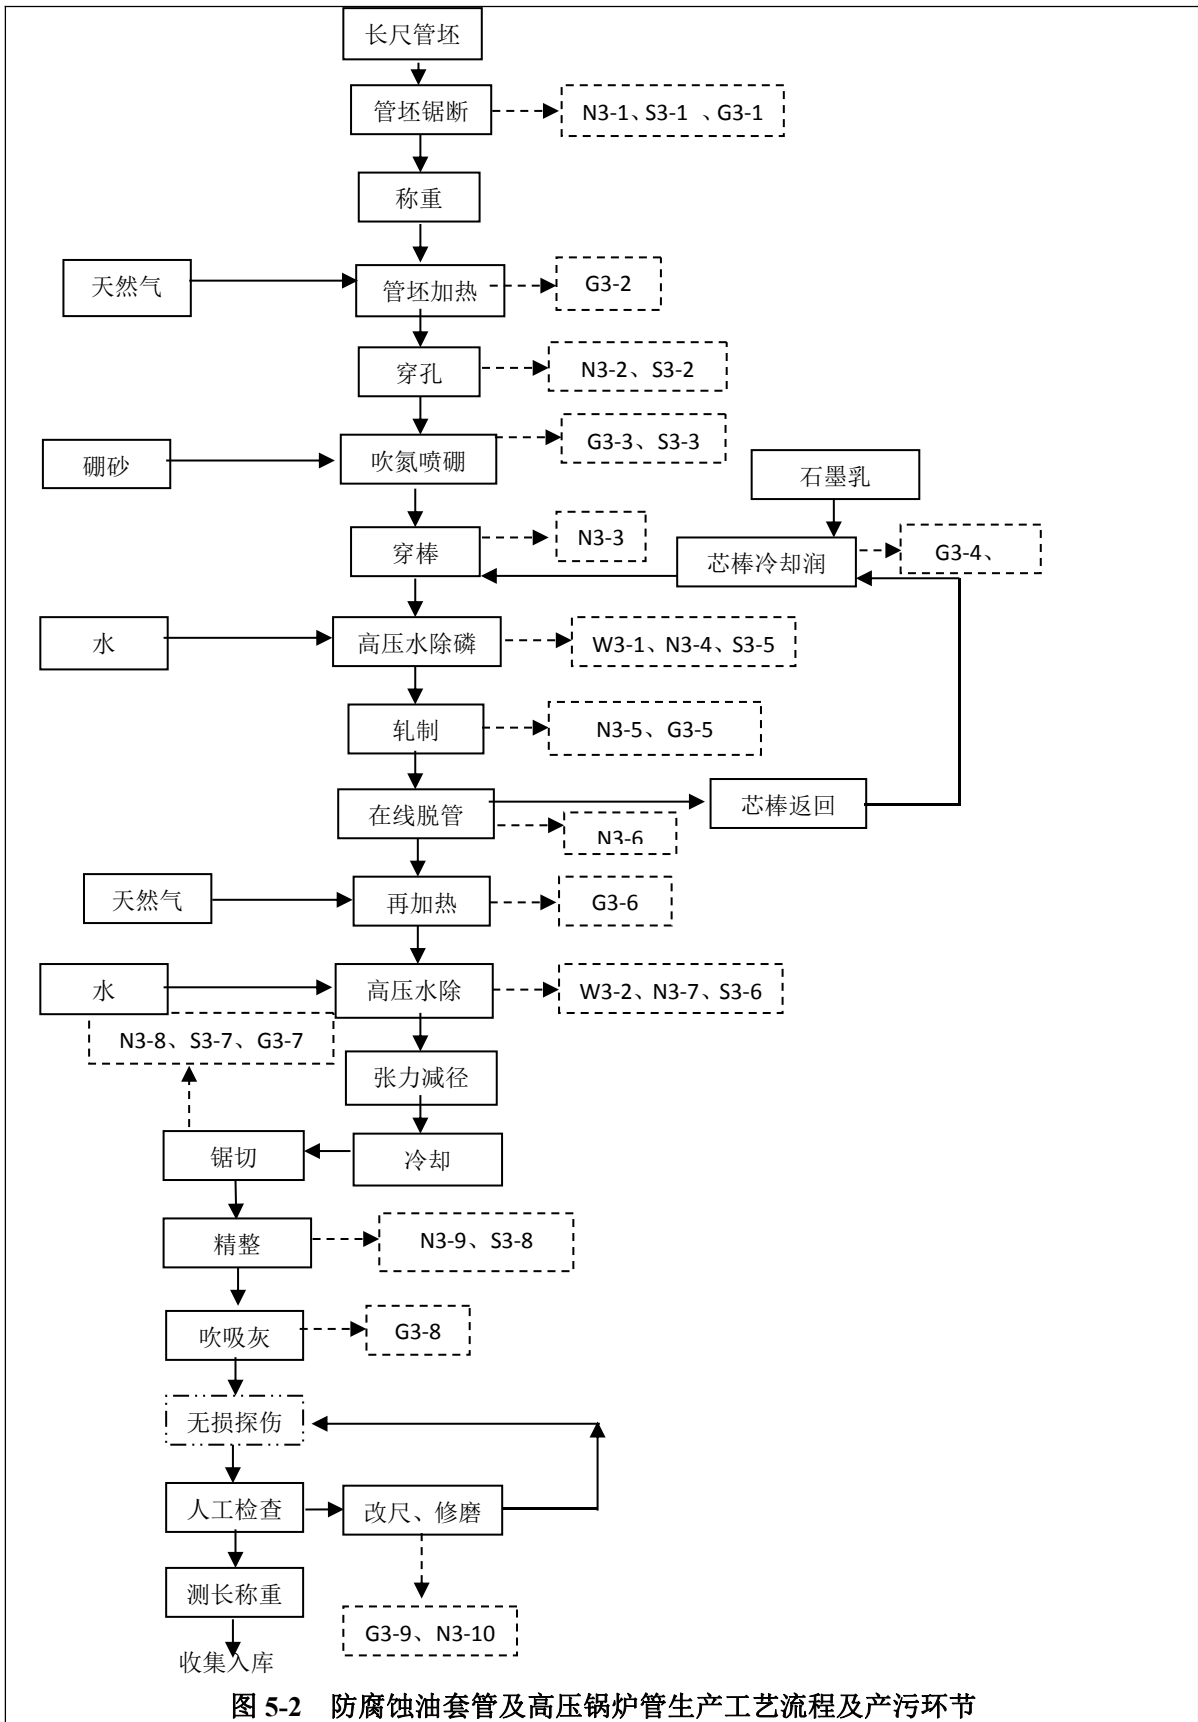 长尺管坯
管坯锯断
N3-1、S3-1 、G3-1
称重
天然气
管坯加热
G3-2
穿孔
N3-2、S3-2
硼砂
吹氮喷硼
G3-3、S3-3
石墨乳
穿棒
N3-3
芯棒冷却润
G3-4、
水
高压水除磷
W3-1、N3-4、S3-5
轧制
N3-5、G3-5
在线脱管
芯棒返回
N3-6
天然气
再加热
G3-6
水
高压水除
W3-2、N3-7、S3-6
N3-8、S3-7、G3-7
张力减径
锯切
冷却
精整
N3-9、S3-8
吹吸灰
G3-8
无损探伤
人工检查
改尺、修磨
测长称重
G3-9、N3-10
收集入库
图 5-2 防腐蚀油套管及高压锅炉管生产工艺流程及产污环节